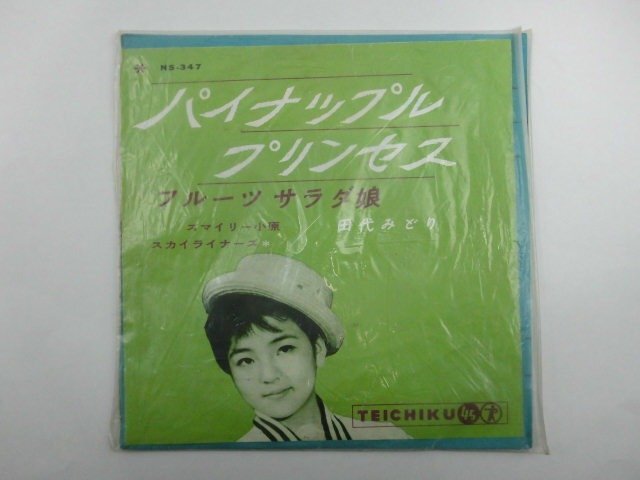 NS-347
パイナップル
プリンセス
フルーツ サラダ娘
スマイリー小原 田代みどり
スカイライナーズ*
TEICHIKU 45